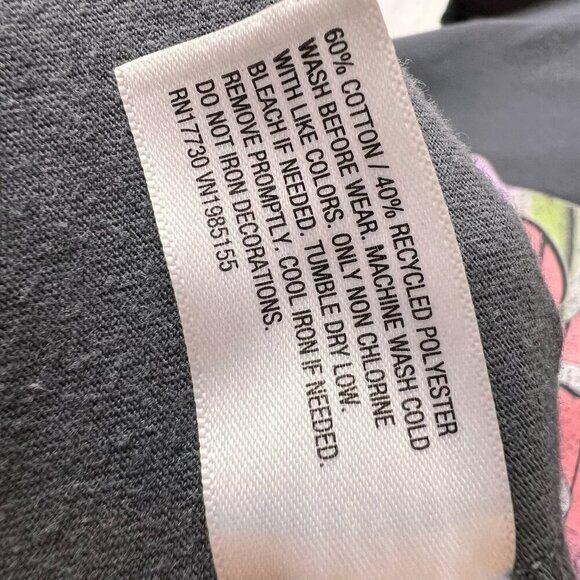 60% COTTON / 40% RECYCLED POLYESTER
WASH BEFORE WEAR. MACHINE WASH COLD
WITH LIKE COLORS. ONLY NON CHLORINE
BLEACH IF NEEDED. TUMBLE DRY LOW.
REMOVE PROMPTLY. COOL IRON IF NEEDED.
DO NOT IRON DECORATIONS.
RN17730 VN1985155